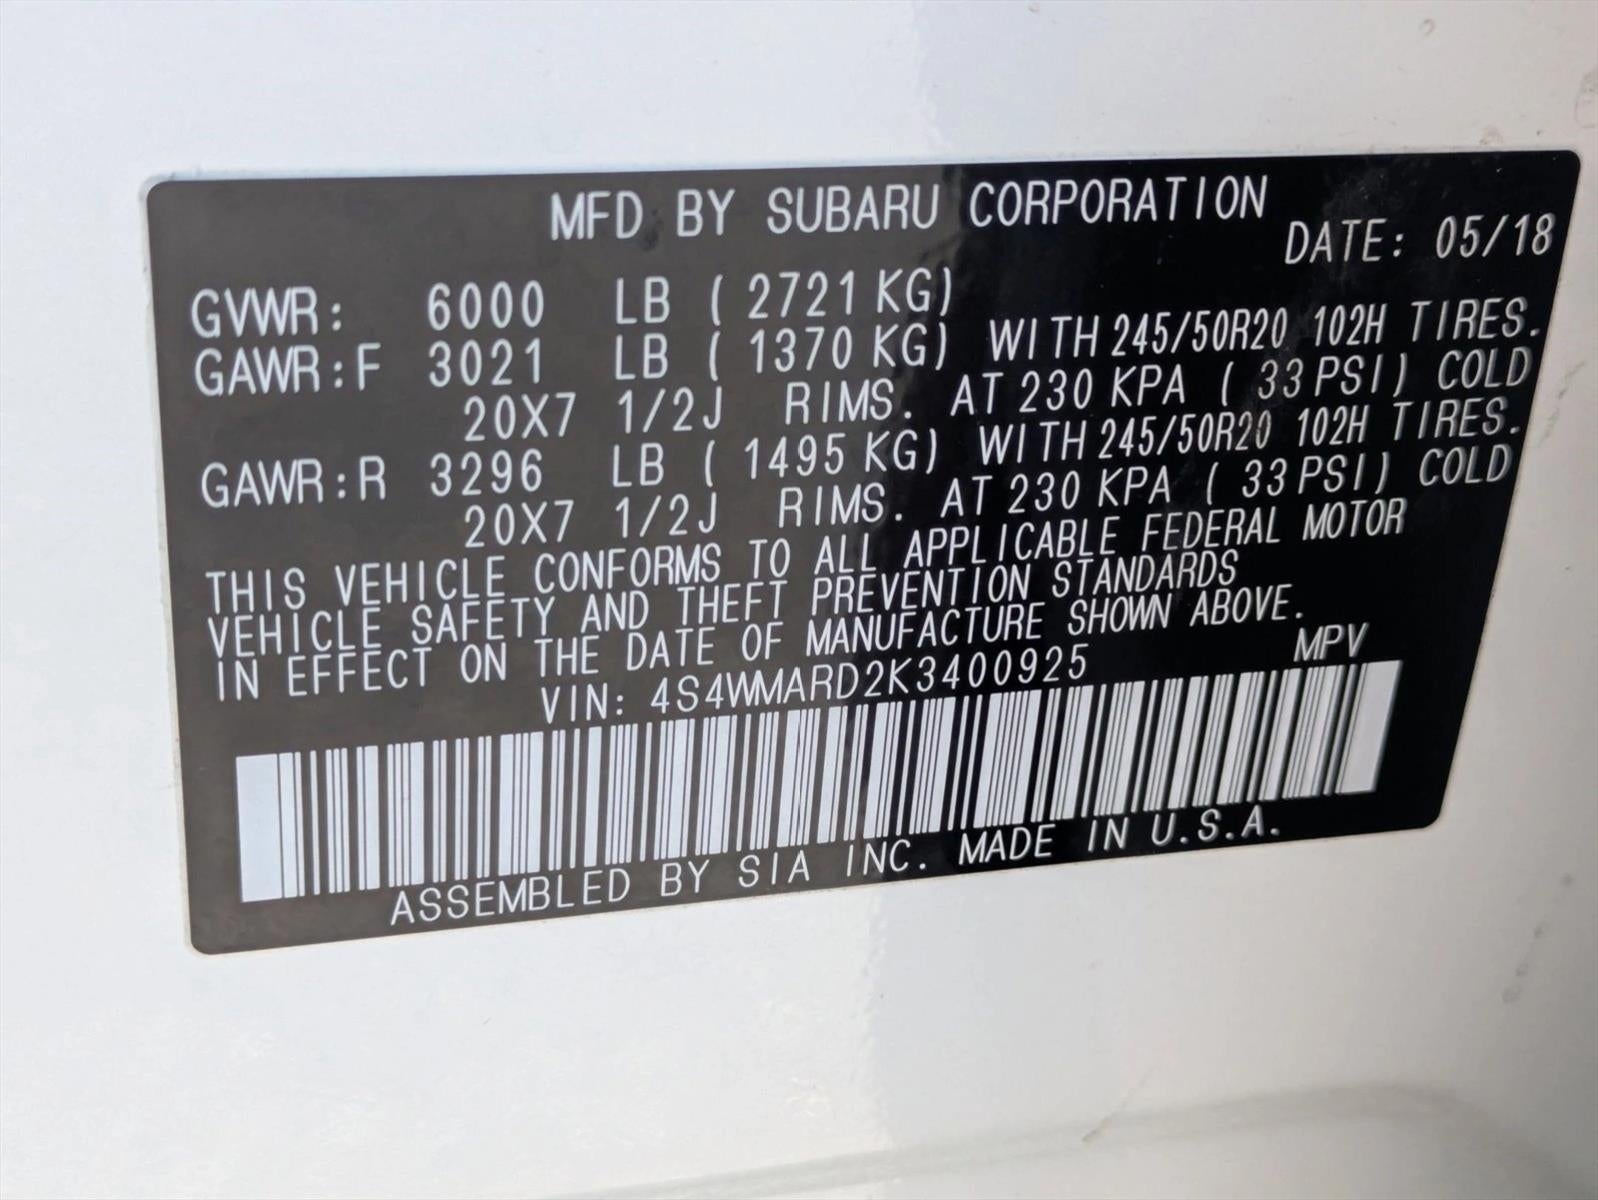 MFD BY SUBARU CORPORATION
DATE: 05/18
GVWR: 6000 LB ( 2721 KG)
GAWR:F 3021 LB ( 1370 KG) WITH 245/50R20 102H TIRES.
20X7 1/2J RIMS. AT 230 KPA ( 33 PSI) COLD
GAWR:R 3296 LB ( 1495 KG) WITH 245/50R20 102H TIRES.
20X7 1/2J RIMS. AT 230 KPA ( 33 PSI) COLD
THIS VEHICLE CONFORMS TO ALL APPLICABLE FEDERAL MOTOR
VEHICLE SAFETY AND THEFT PREVENTION STANDARDS
IN EFFECT ON THE DATE OF MANUFACTURE SHOWN ABOVE.
VIN: 4S4WMARD2K3400925 MPV
ASSEMBLED BY SIA INC. MADE IN U.S.A.